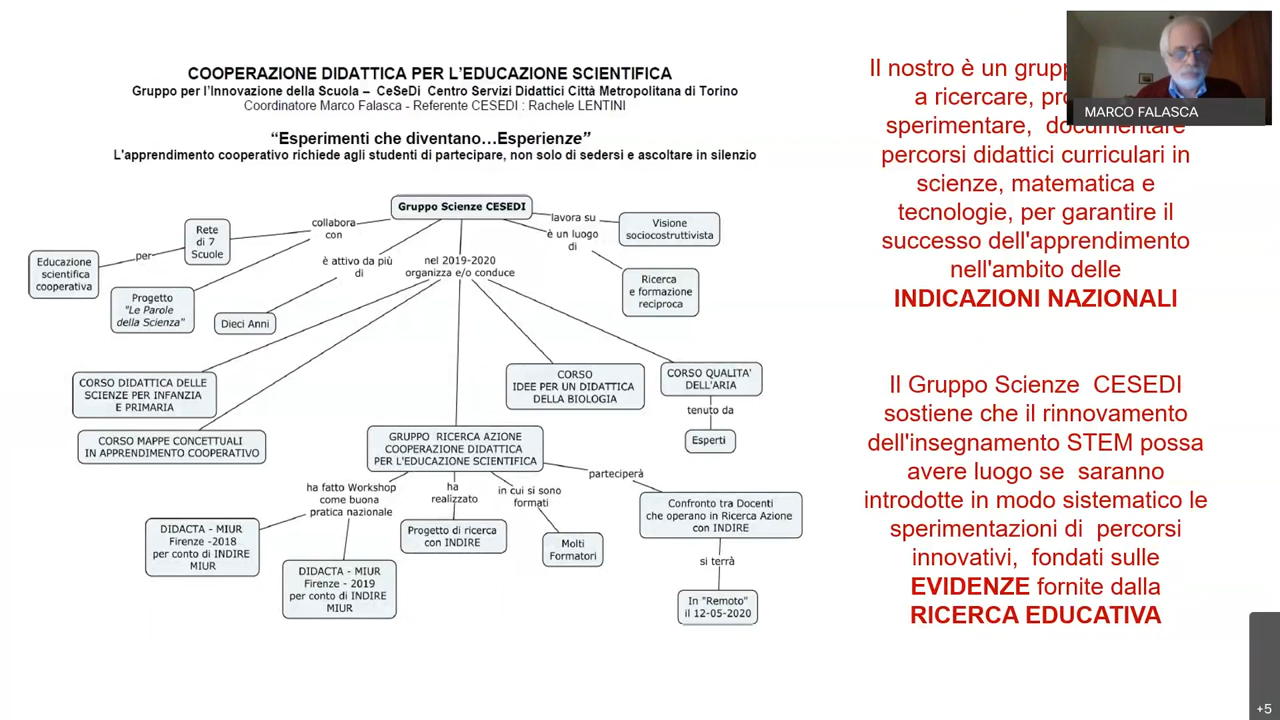 COOPERAZIONE DIDATTICA PER L'EDUCAZIONE SCIENTIFICA
Gruppo per l'Innovazione della Scuola – CeSeDi Centro Servizi Didattici Città Metropolitana di Torino
Coordinatore Marco Falasca - Referente CESEDI : Rachele LENTINI
“Esperimenti che diventano…Esperienze”
L'apprendimento cooperativo richiede agli studenti di partecipare, non solo di sedersi e ascoltare in silenzio
Gruppo Scienze CESEDI
collabora
con
lavora su
Visione
sociocostruttivista
è un luogo
di
Ricerca
e formazione
reciproca
Rete
di 7
Scuole
per
Educazione
scientifica
cooperativa
Progetto
"Le Parole
della Scienza"
è attivo da più
di
Dieci Anni
nel 2019-2020
organizza e/o conduce
CORSO DIDATTICA DELLE
SCIENZE PER INFANZIA
E PRIMARIA
CORSO MAPPE CONCETTUALI
IN APPRENDIMENTO COOPERATIVO
CORSO
IDEE PER UN DIDATTICA
DELLA BIOLOGIA
CORSO QUALITA'
DELL'ARIA
tenuto da
Esperti
GRUPPO RICERCA AZIONE
COOPERAZIONE DIDATTICA
PER L'EDUCAZIONE SCIENTIFICA
ha fatto Workshop
come buona
pratica nazionale
DIDACTA - MIUR
Firenze -2018
per conto di INDIRE
MIUR
DIDACTA - MIUR
Firenze - 2019
per conto di INDIRE
MIUR
ha
realizzato
Progetto di ricerca
con INDIRE
in cui si sono
formati
Molti
Formatori
parteciperà
Confronto tra Docenti
che operano in Ricerca Azione
con INDIRE
si terrà
In "Remoto"
il 12-05-2020
Il nostro è un
a ricercare,
sperimentare, documentare
percorsi didattici curriculari in
scienze, matematica e
tecnologie, per garantire il
successo dell'apprendimento
nell'ambito delle
INDICAZIONI NAZIONALI
Il Gruppo Scienze CESEDI
sostiene che il rinnovamento
dell'insegnamento STEM possa
avere luogo se saranno
introdotte in modo sistematico le
sperimentazioni di percorsi
innovativi, fondati sulle
EVIDENZE fornite dalla
RICERCA EDUCATIVA
MARCO FALASCA
+5